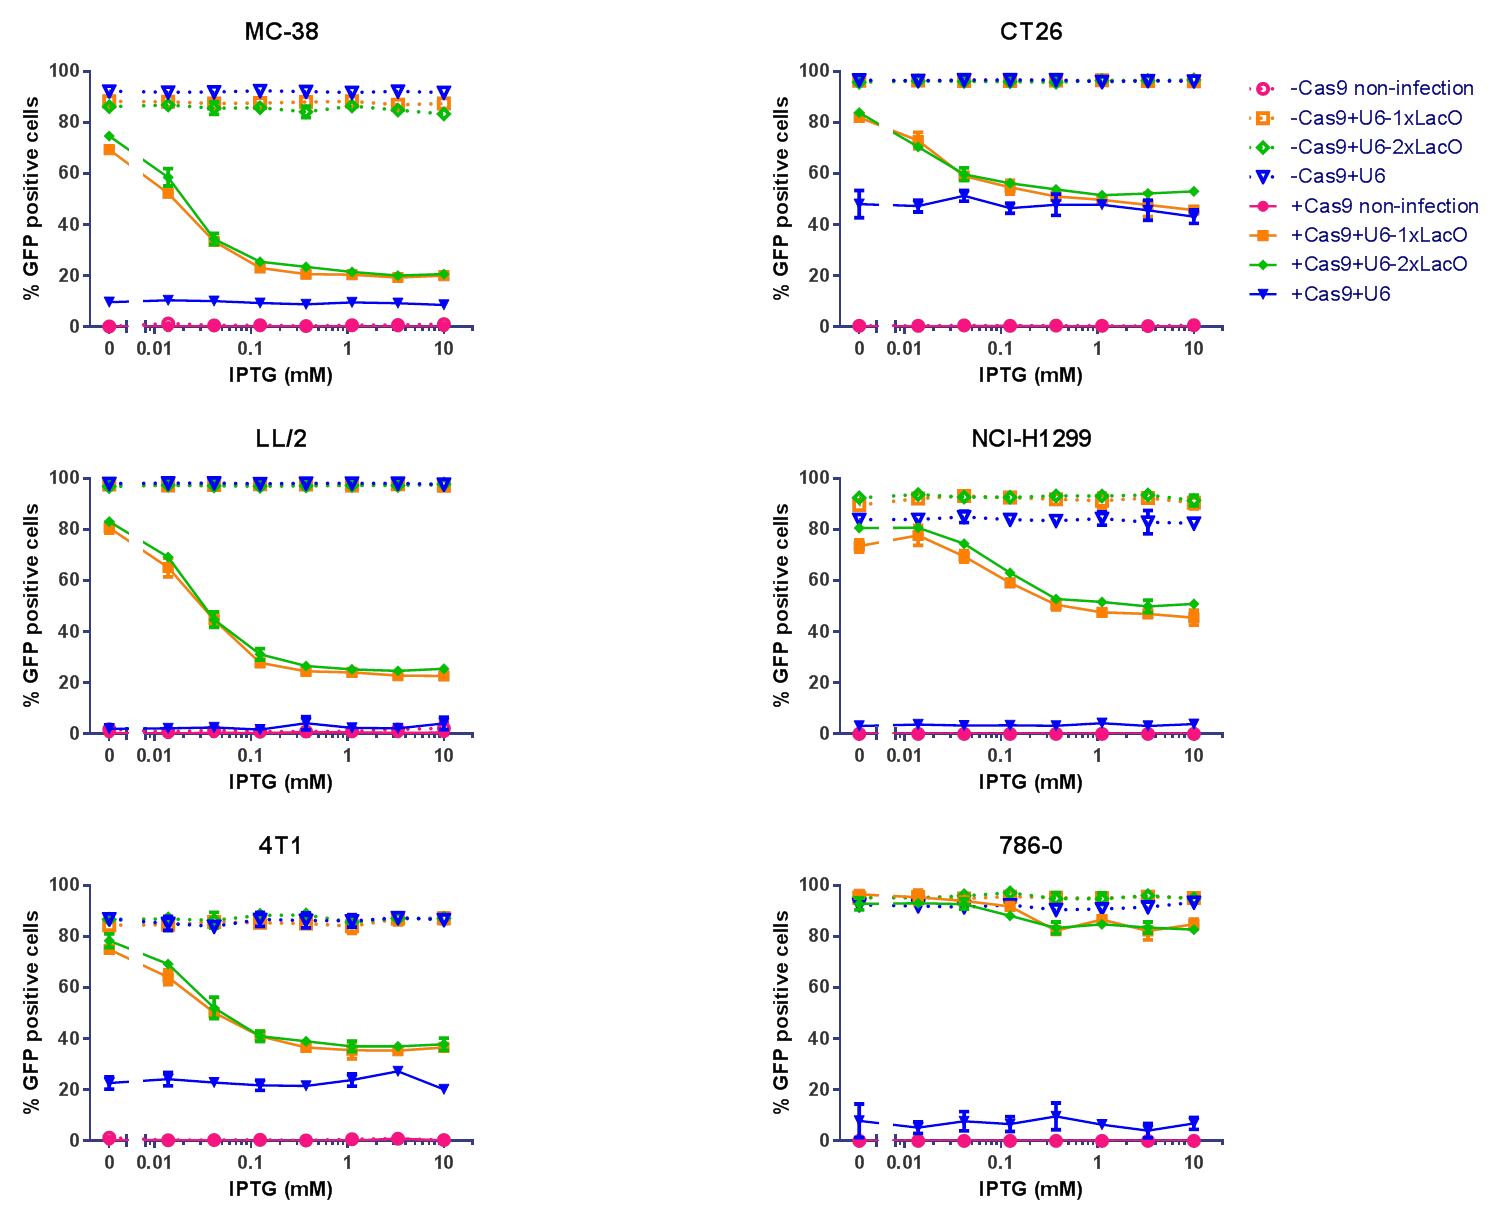 MC-38
% GFP positive cells
100
80
60
40
20
0
0 0.01 0.1 1 10
IPTG (mM)
CT26
% GFP positive cells
100
80
60
40
20
0
0 0.01 0.1 1 10
IPTG (mM)
-Cas9 non-infection
-Cas9+U6-1xLacO
-Cas9+U6-2xLacO
-Cas9+U6
+Cas9 non-infection
+Cas9+U6-1xLacO
+Cas9+U6-2xLacO
+Cas9+U6
LL/2
% GFP positive cells
100
80
60
40
20
0
0 0.01 0.1 1 10
IPTG (mM)
NCI-H1299
% GFP positive cells
100
80
60
40
20
0
0 0.01 0.1 1 10
IPTG (mM)
4T1
% GFP positive cells
100
80
60
40
20
0
0 0.01 0.1 1 10
IPTG (mM)
786-0
% GFP positive cells
100
80
60
40
20
0
0 0.01 0.1 1 10
IPTG (mM)